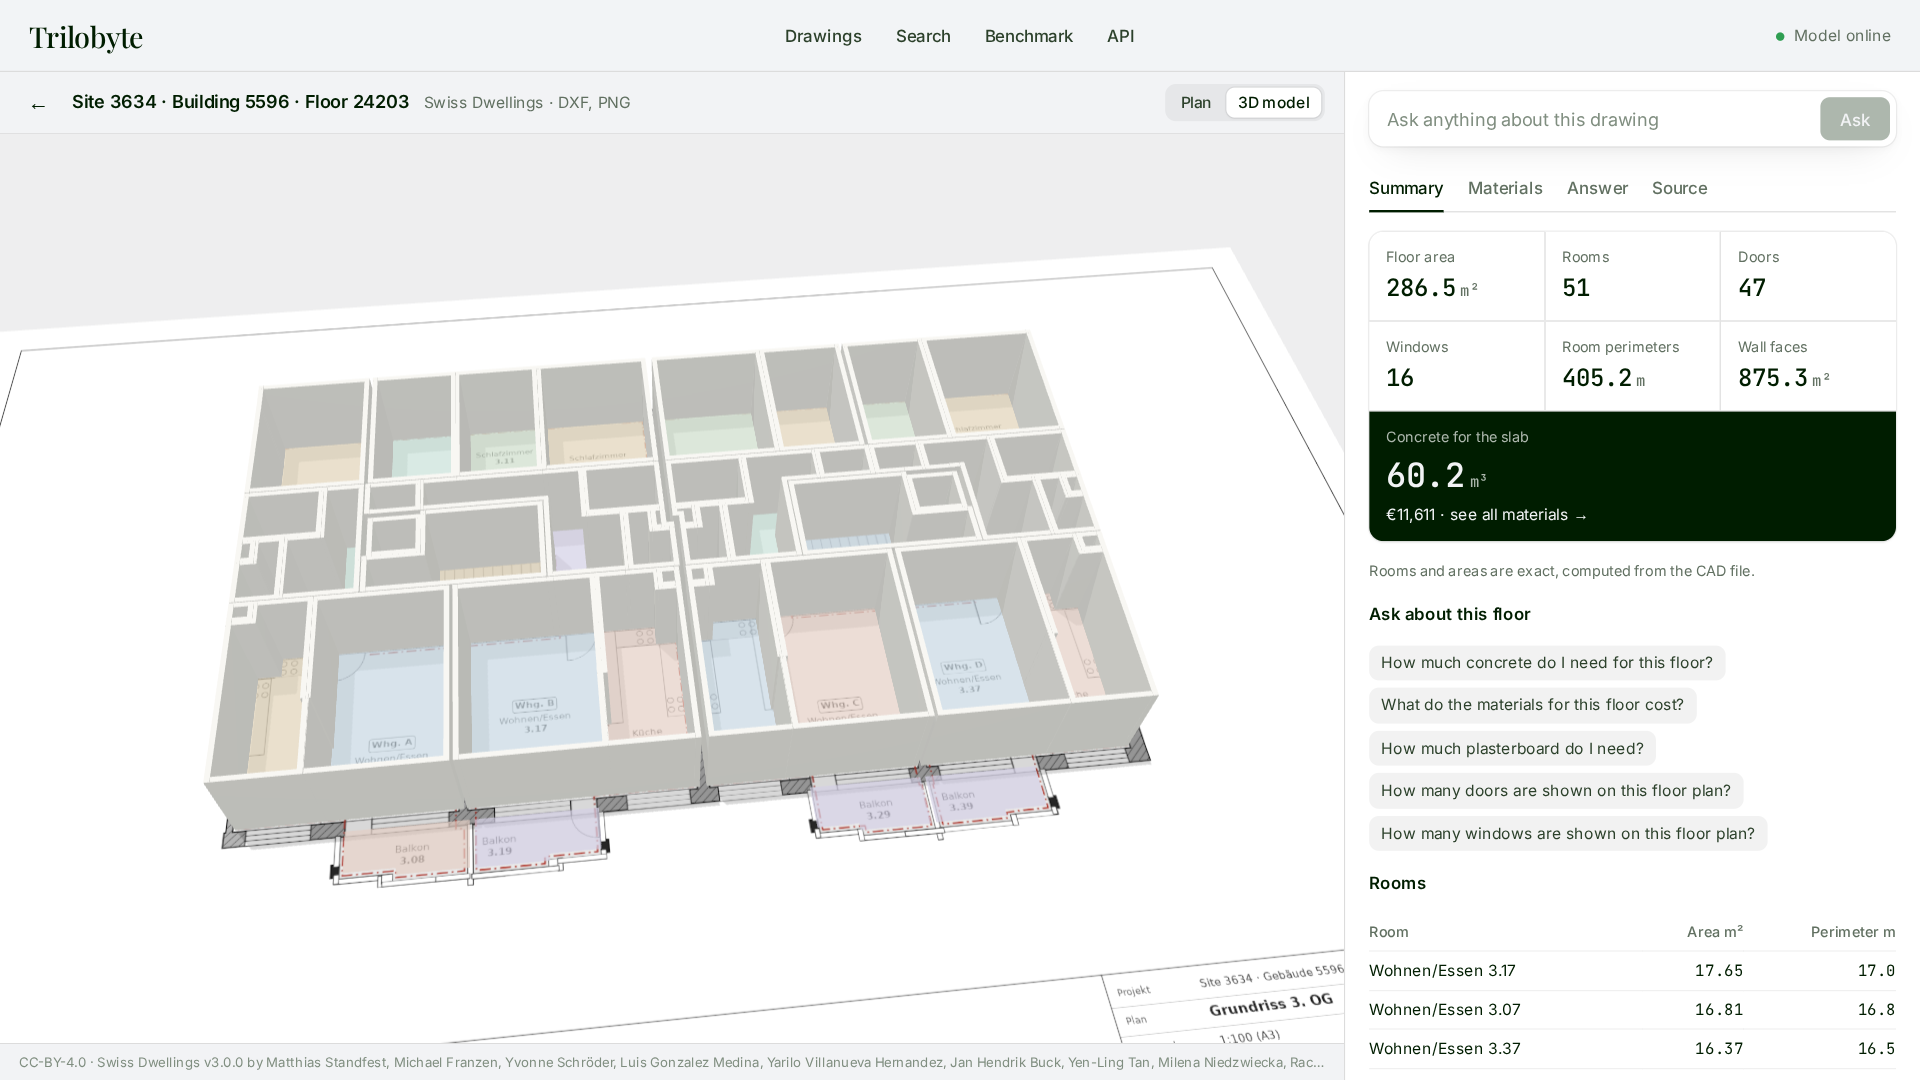 Trilobyte
Drawings Search Benchmark API
Model online
← Site 3634 · Building 5596 · Floor 24203 Swiss Dwellings · DXF, PNG
Plan 3D model
Schlafzimmer
3.11
Schlafzimmer
Whg. A
Wohnen/Essen
Whg. B
Wohnen/Essen
3.17
Küche
Whg. C
Wohnen/Essen
Whg. D
Wohnen/Essen
3.37
Balkon
3.08
Balkon
3.19
Balkon
3.29
Balkon
3.39
Projekt Site 3634 · Gebäude 5596
Plan Grundriss 3. OG
1:100 (A3)
CC-BY-4.0 · Swiss Dwellings v3.0.0 by Matthias Standfest, Michael Franzen, Yvonne Schröder, Luis Gonzalez Medina, Yarilo Villanueva Hernandez, Jan Hendrik Buck, Yen-Ling Tan, Milena Niedzwiecka, Rac...
Ask anything about this drawing Ask
Summary Materials Answer Source
Floor area Rooms Doors
286.5 m² 51 47
Windows Room perimeters Wall faces
16 405.2 m 875.3 m²
Concrete for the slab
60.2 m³
€11,611 · see all materials →
Rooms and areas are exact, computed from the CAD file.
Ask about this floor
How much concrete do I need for this floor?
What do the materials for this floor cost?
How much plasterboard do I need?
How many doors are shown on this floor plan?
How many windows are shown on this floor plan?
Rooms
Room Area m² Perimeter m
Wohnen/Essen 3.17 17.65 17.0
Wohnen/Essen 3.07 16.81 16.8
Wohnen/Essen 3.37 16.37 16.5